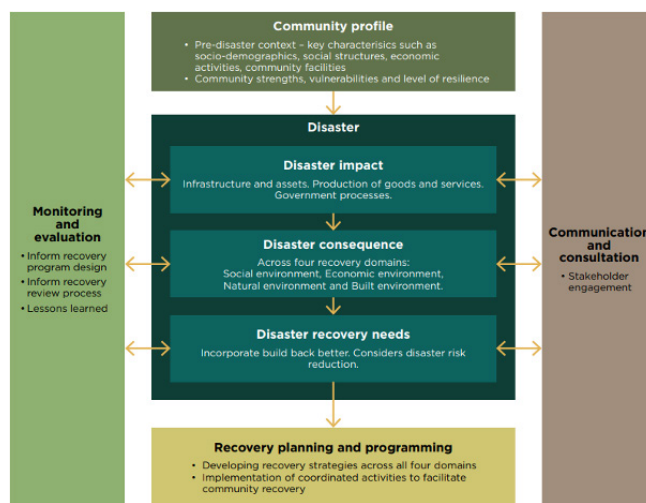 Community profile
• Pre-disaster context – key characterisics such as
socio-demographics, social structures, economic
activities, community facilities
• Community strengths, vulnerabilities and level of resilience
Disaster
Disaster impact
Infrastructure and assets. Production of goods and services.
Government processes.
Disaster consequence
Across four recovery domains:
Social environment, Economic environment,
Natural environment and Built environment.
Disaster recovery needs
Incorporate build back better. Considers disaster risk
reduction.
Monitoring
and
evaluation
• Inform recovery
program design
• Inform recovery
review process
• Lessons learned
Communication
and
consultation
• Stakeholder
engagement
Recovery planning and programming
• Developing recovery strategies across all four domains
• Implementation of coordinated activities to facilitate
community recovery